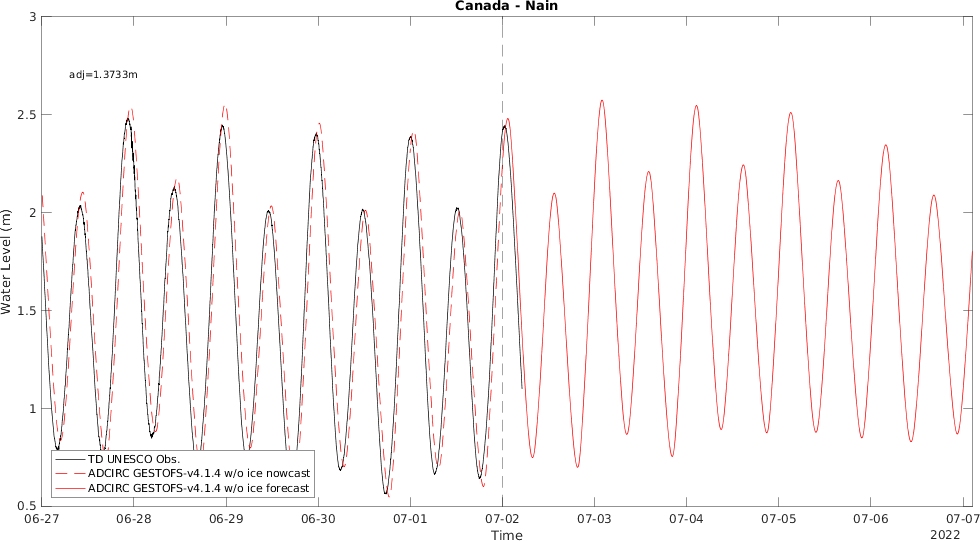 Canada - Nain
3
adj=1.3733m
2.5
2
Water Level (m)
1.5
1
TD UNESCO Obs.
ADCIRC GESTOFS-v4.1.4 w/o ice nowcast
ADCIRC GESTOFS-v4.1.4 w/o ice forecast
0.5
06-27 06-28 06-29 06-30 07-01 07-02 07-03 07-04 07-05 07-06 07-07
Time 2022